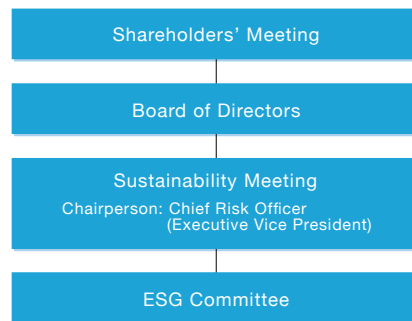 Shareholders’ Meeting
Board of Directors
Sustainability Meeting
Chairperson: Chief Risk Officer
(Executive Vice President)
ESG Committee